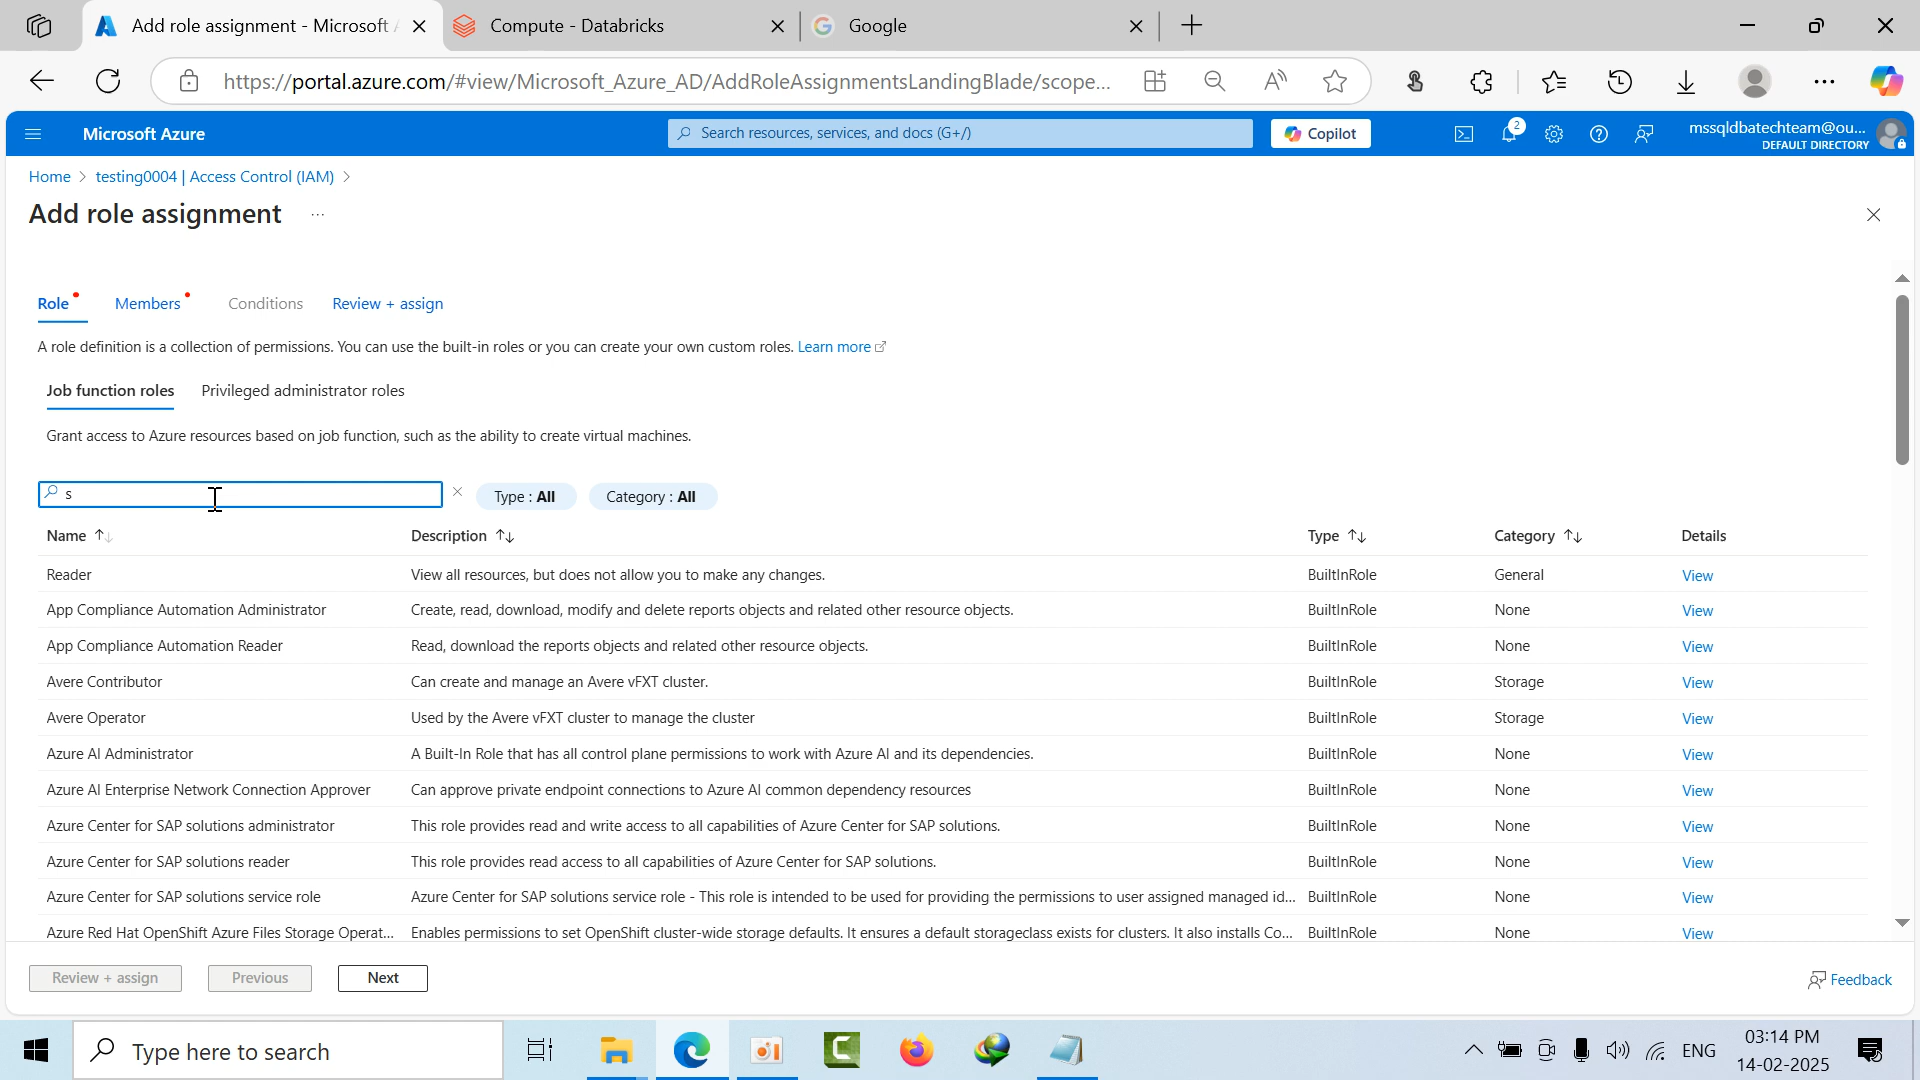 Add role assignment - Microsoft A
Compute - Databricks
Google
https://portal.azure.com/#view/Microsoft_Azure_AD/AddRoleAssignmentsLandingBlade/scope...
Microsoft Azure
Search resources, services, and docs (G+/)
Copilot
2
mssqldbatechteam@ou...
DEFAULT DIRECTORY
Home > testing0004 | Access Control (IAM) >
Add role assignment ...
Role Members Conditions Review + assign
A role definition is a collection of permissions. You can use the built-in roles or you can create your own custom roles. Learn more
Job function roles Privileged administrator roles
Grant access to Azure resources based on job function, such as the ability to create virtual machines.
s Type : All Category : All
Name Description Type Category Details
Reader View all resources, but does not allow you to make any changes. BuiltInRole General View
App Compliance Automation Administrator Create, read, download, modify and delete reports objects and related other resource objects. BuiltInRole None View
App Compliance Automation Reader Read, download the reports objects and related other resource objects. BuiltInRole None View
Avere Contributor Can create and manage an Avere vFXT cluster. BuiltInRole Storage View
Avere Operator Used by the Avere vFXT cluster to manage the cluster BuiltInRole Storage View
Azure AI Administrator A Built-In Role that has all control plane permissions to work with Azure AI and its dependencies. BuiltInRole None View
Azure AI Enterprise Network Connection Approver Can approve private endpoint connections to Azure AI common dependency resources BuiltInRole None View
Azure Center for SAP solutions administrator This role provides read and write access to all capabilities of Azure Center for SAP solutions. BuiltInRole None View
Azure Center for SAP solutions reader This role provides read access to all capabilities of Azure Center for SAP solutions. BuiltInRole None View
Azure Center for SAP solutions service role Azure Center for SAP solutions service role - This role is intended to be used for providing the permissions to user assigned managed id... BuiltInRole None View
Azure Red Hat OpenShift Azure Files Storage Operat... Enables permissions to set OpenShift cluster-wide storage defaults. It ensures a default storageclass exists for clusters. It also installs Co... BuiltInRole None View
Review + assign Previous Next Feedback
Type here to search
ENG
03:14 PM
14-02-2025